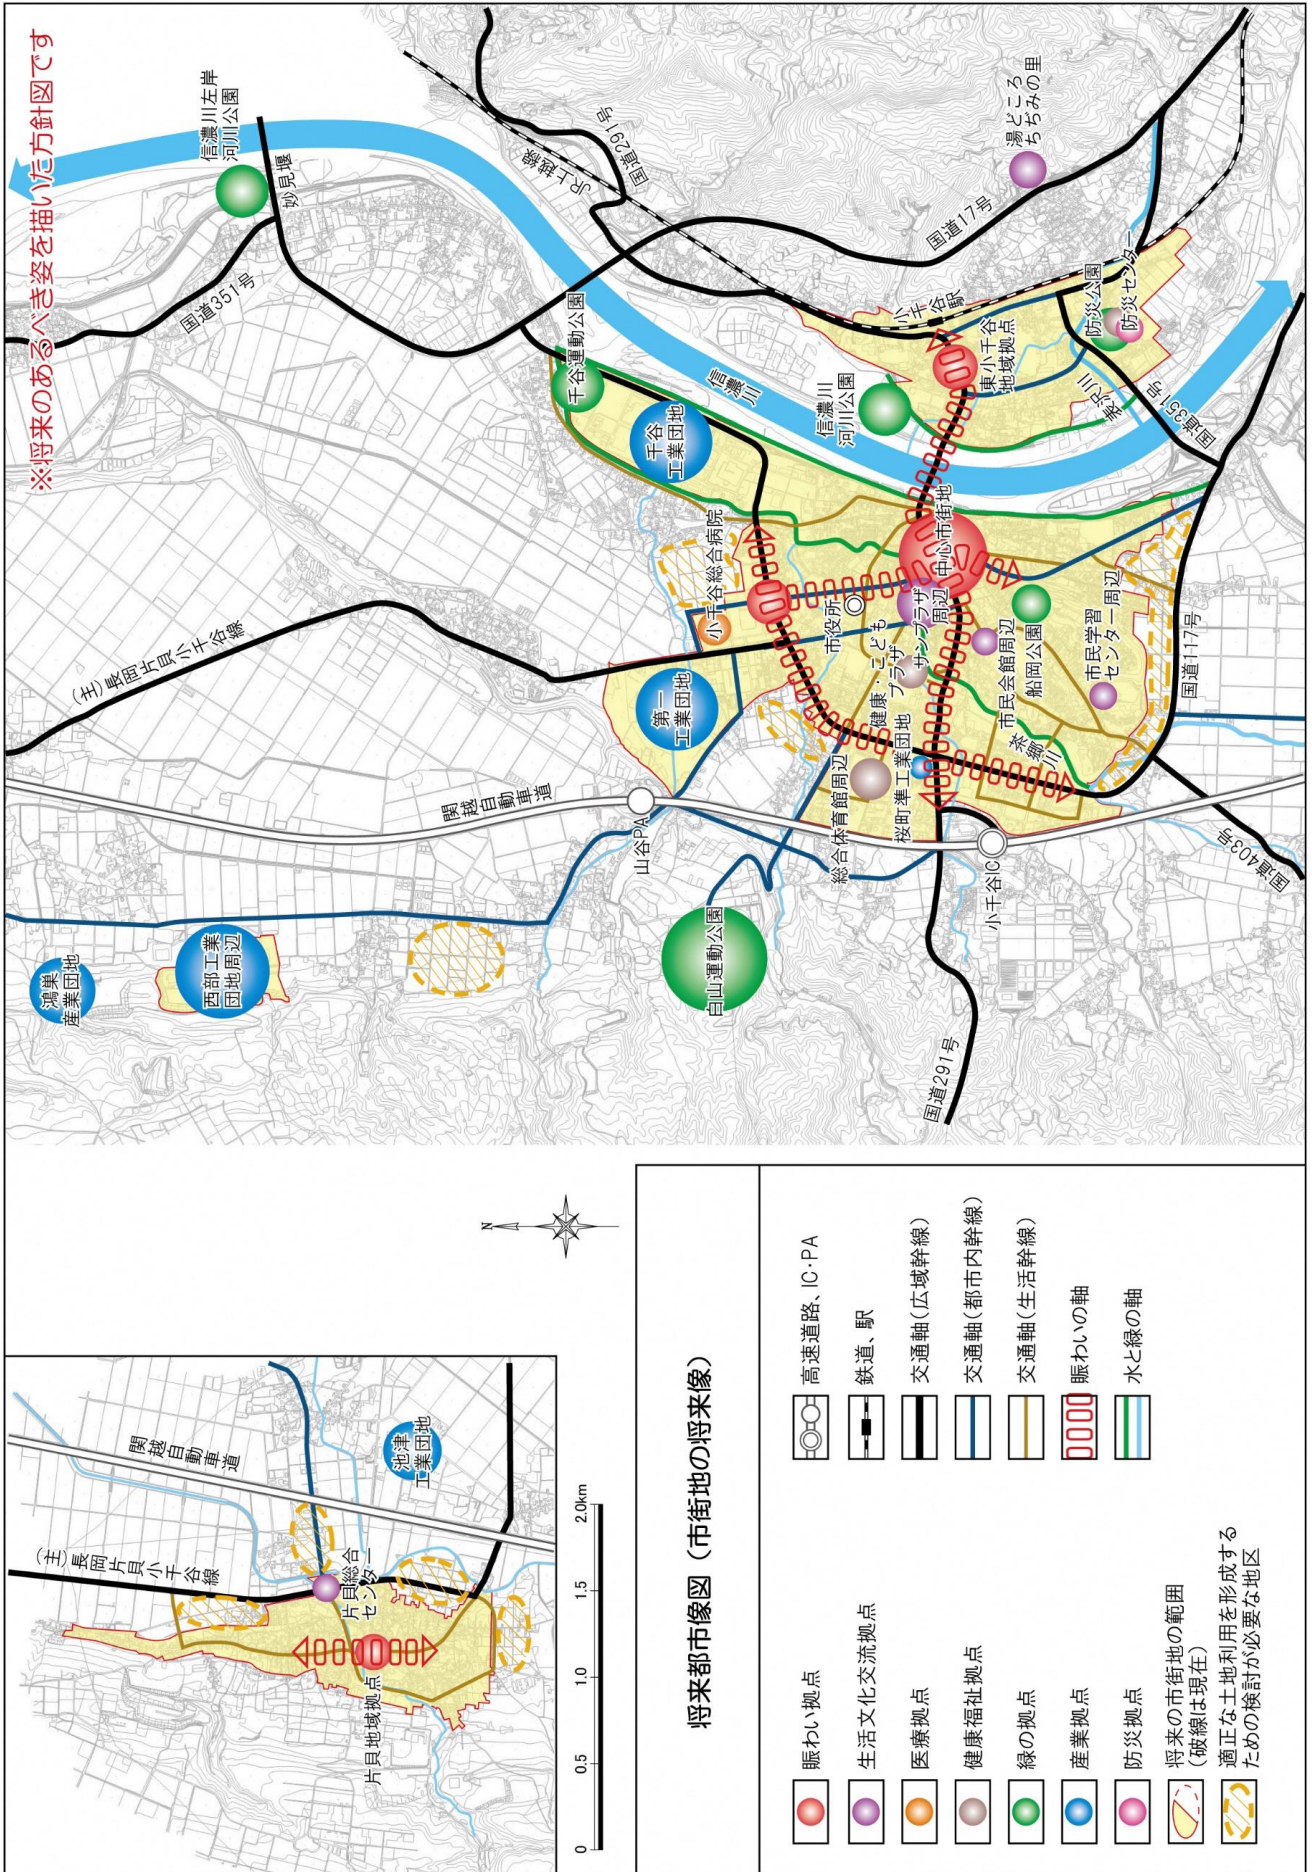 ※将来のあるべき姿を描いた方針図です
信濃川左岸
河川公園
妙見堰
国道351号
JR上越線
国道291号
国道17号
湯どころ
ちぢみの里
千谷運動公園
千谷
工業団地
信濃川
信濃川
河川公園
小千谷駅
東小千谷
地域拠点
防災公園
防災センター
表沢川
国道351号
(主)長岡片貝小千谷線
小千谷総合病院
第一
工業団地
市役所
中心市街地
サンプラザ
周辺
健康・こども
プラザ
市民会館周辺
船岡公園
市民学習
センター周辺
国道117号
茶郷川
総合体育館周辺
桜町準工業団地
関越自動車道
山谷PA
小千谷IC
国道403号
国道291号
白山運動公園
鴻巣
産業団地
西部工業
団地周辺
N
(主)長岡片貝小千谷線
関越自動車道
池津
工業団地
片貝総合
センター
片貝地域拠点
0
0.5
1.0
1.5
2.0km
将来都市像図(市街地の将来像)
賑わい拠点
生活文化交流拠点
医療拠点
健康福祉拠点
緑の拠点
産業拠点
防災拠点
将来の市街地の範囲
(破線は現在)
適正な土地利用を形成する
ための検討が必要な地区
高速道路、IC・PA
鉄道、駅
交通軸(広域幹線)
交通軸(都市内幹線)
交通軸(生活幹線)
賑わいの軸
水と緑の軸